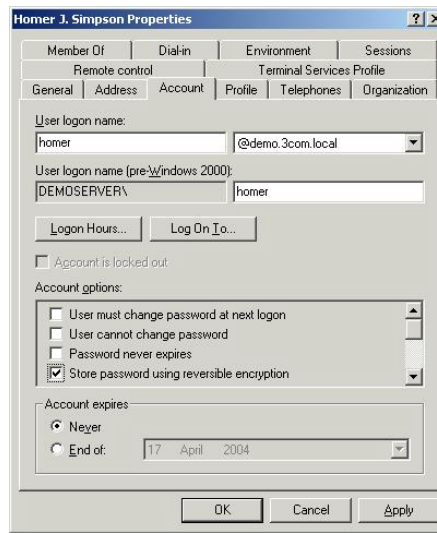 Homer J. Simpson Properties
Member Of Dial-in Environment Sessions
Remote control Terminal Services Profile
General Address Account Profile Telephones Organization
User logon name:
homer @demo.3com.local
User logon name (pre-Windows 2000):
DEMOSERVER\ homer
Logon Hours... Log On To...
Account is locked out
Account options:
User must change password at next logon
User cannot change password
Password never expires
Store password using reversible encryption
Account expires
Never
End of: 17 April 2004
OK Cancel Apply